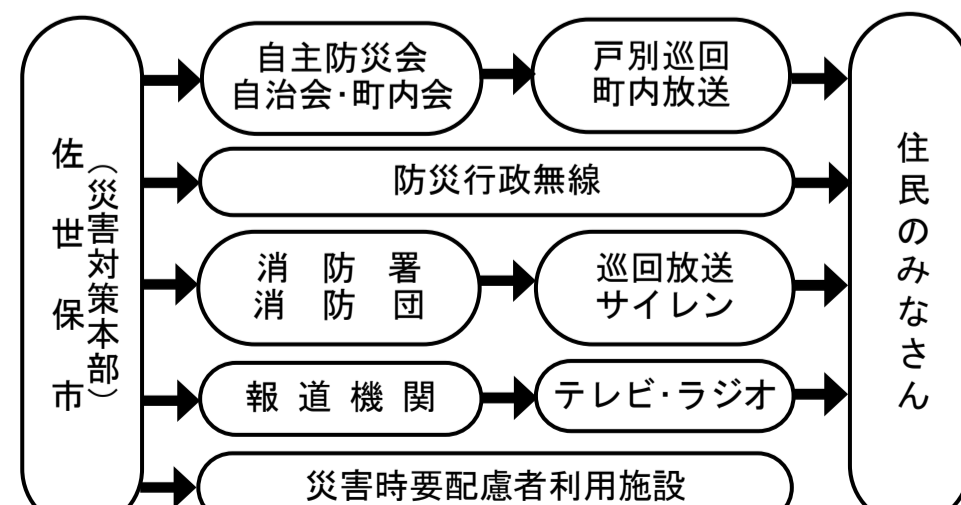 佐世保市
（災害対策本部）
自主防災会
自治会・町内会
戸別巡回
町内放送
防災行政無線
消防署
消防団
巡回放送
サイレン
報道機関
テレビ・ラジオ
災害時要配慮者利用施設
住民のみなさん